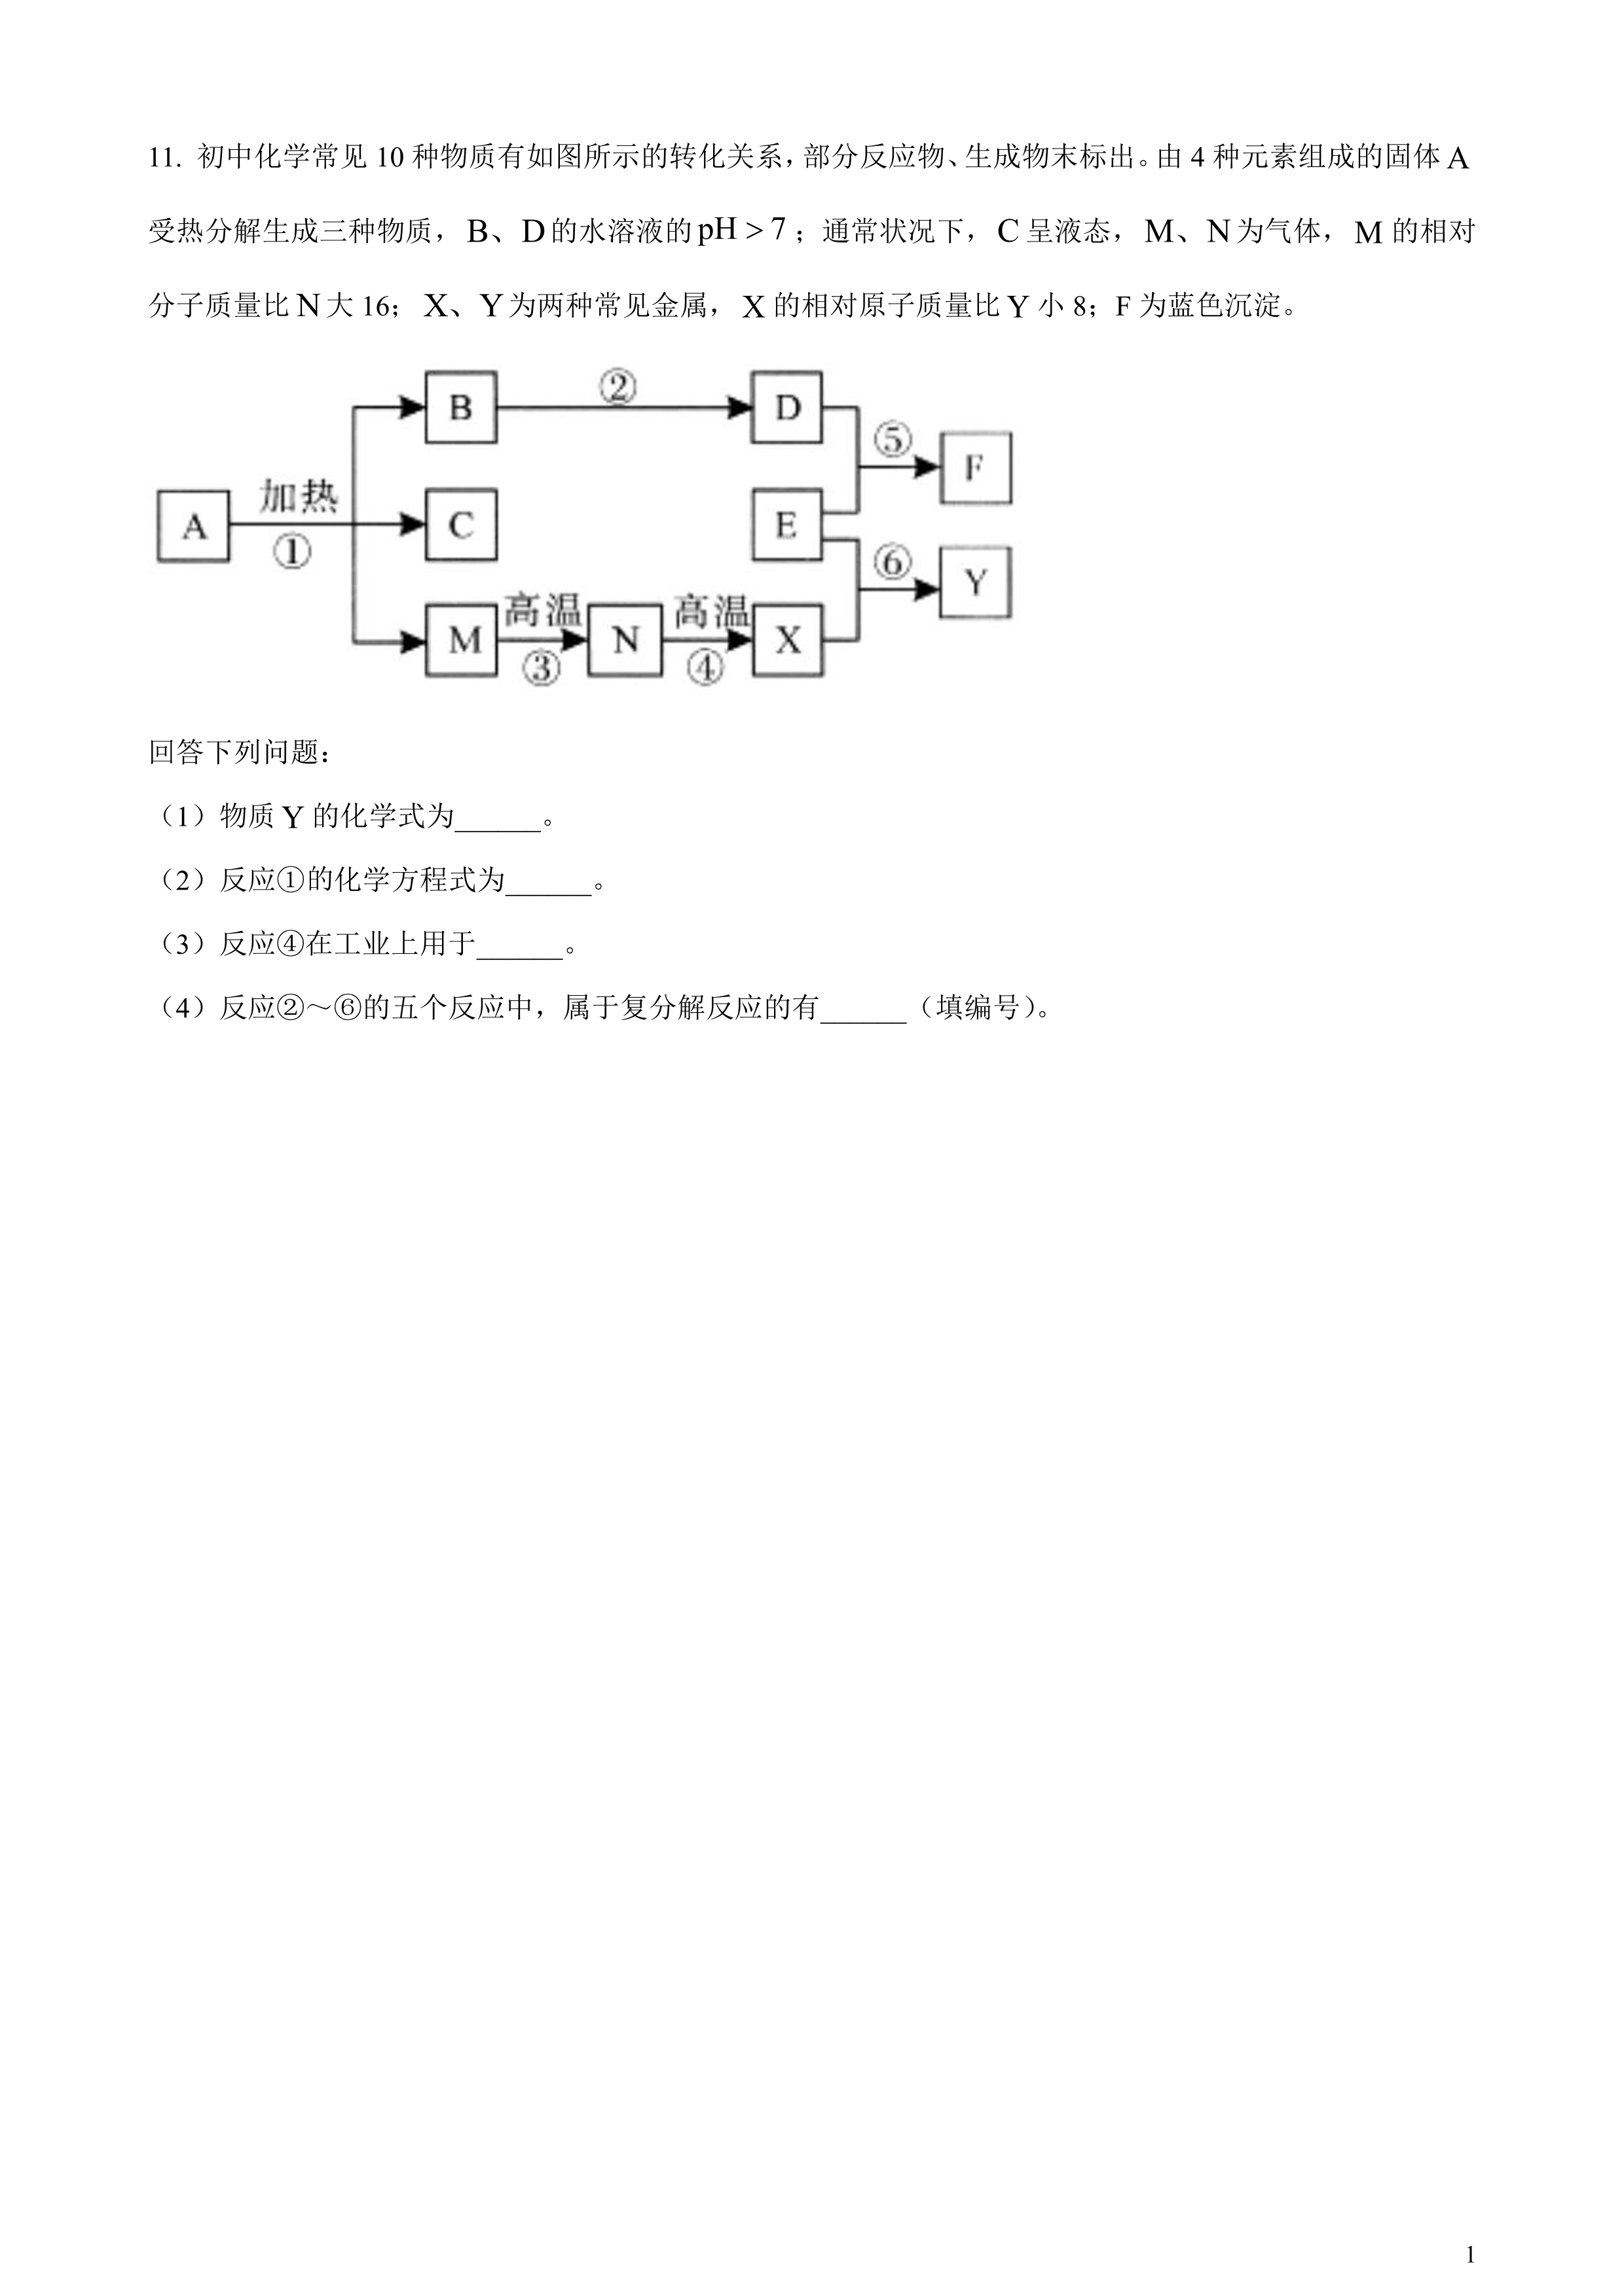 11. 初中化学常见 10 种物质有如图所示的转化关系，部分反应物、生成物末标出。由 4 种元素组成的固体 A
受热分解生成三种物质，B、D 的水溶液的 pH > 7；通常状况下，C 呈液态，M、N 为气体，M 的相对
分子质量比 N 大 16；X、Y 为两种常见金属，X 的相对原子质量比 Y 小 8；F 为蓝色沉淀。
B ② D
⑤ F
A 加热 ① C E
⑥ Y
M 高温 ③ N 高温 ④ X
回答下列问题：
（1）物质 Y 的化学式为______。
（2）反应①的化学方程式为______。
（3）反应④在工业上用于______。
（4）反应②～⑥的五个反应中，属于复分解反应的有______（填编号）。
1